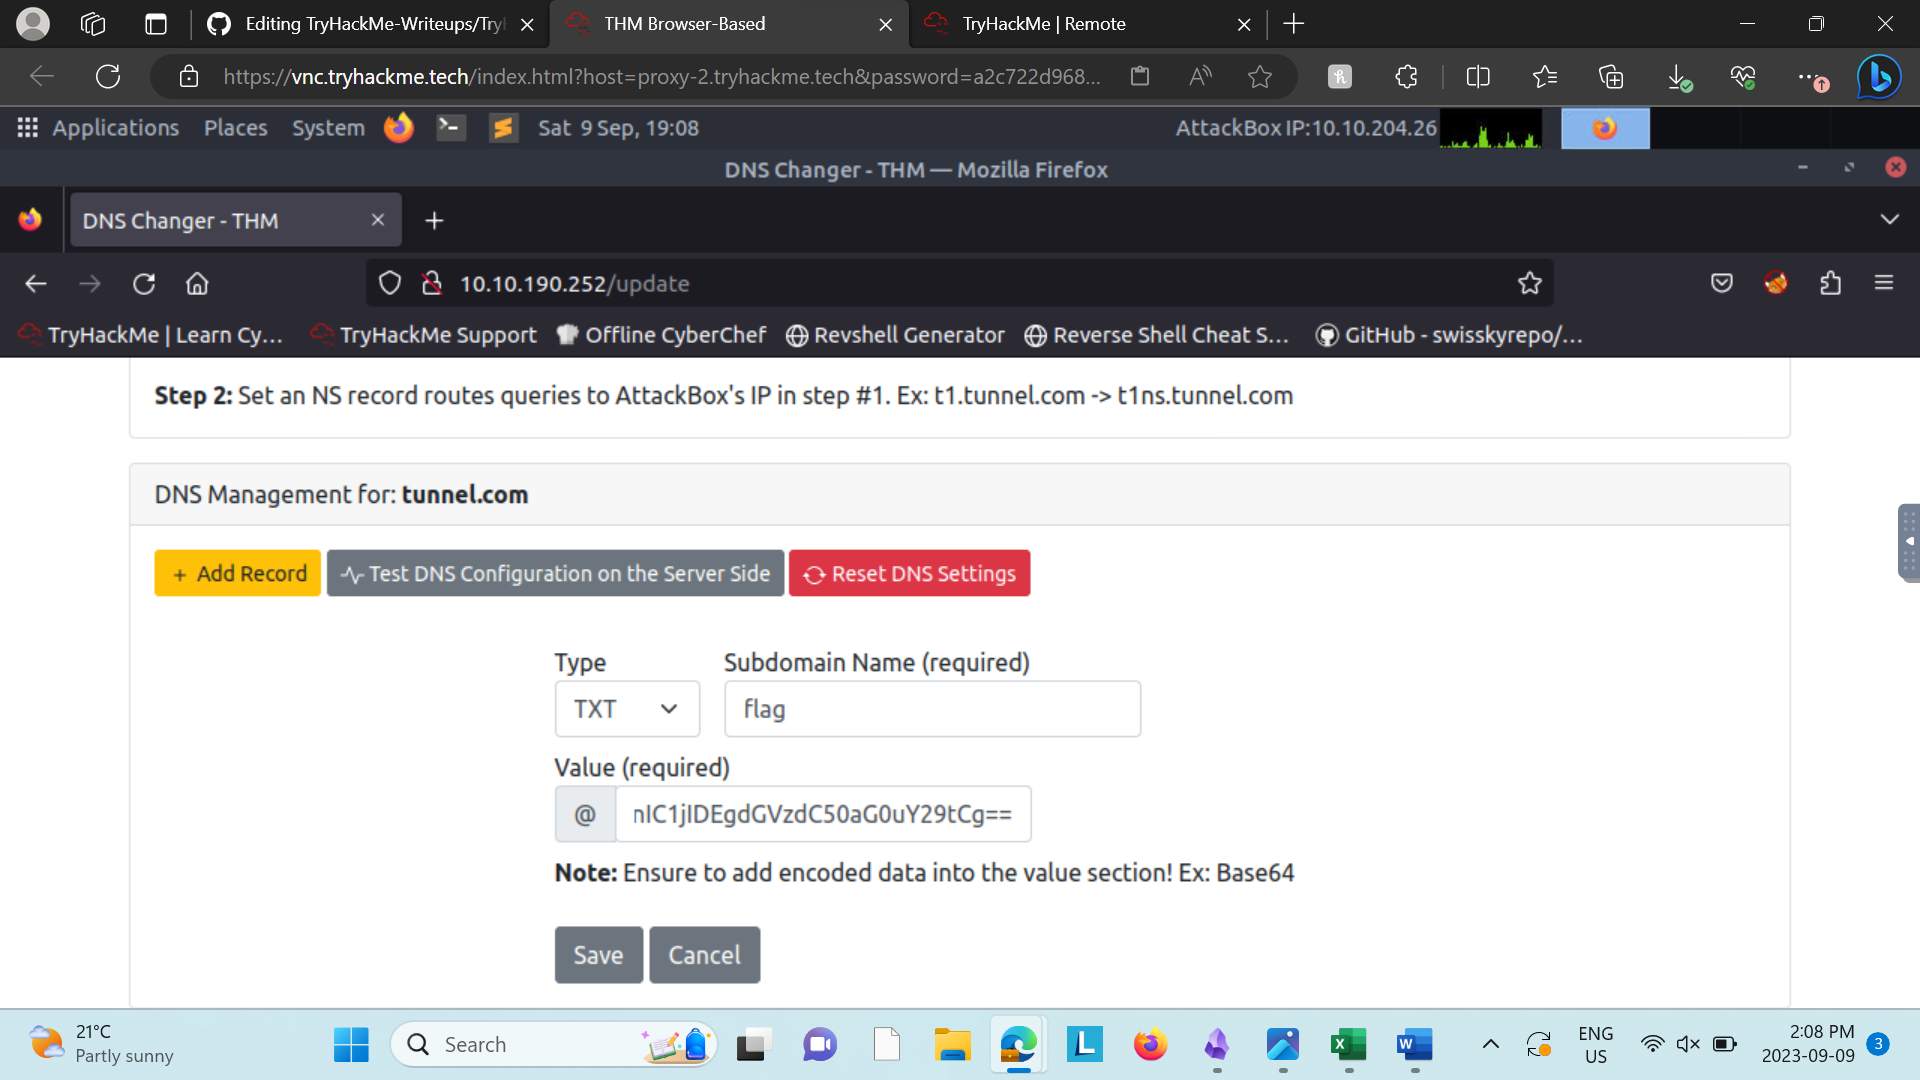 Editing TryHackMe-Writeups/Try
THM Browser-Based
TryHackMe | Remote
https://vnc.tryhackme.tech/index.html?host=proxy-2.tryhackme.tech&password=a2c722d968...
Applications Places System Sat 9 Sep, 19:08 AttackBox IP:10.10.204.26
DNS Changer - THM — Mozilla Firefox
DNS Changer - THM
10.10.190.252/update
TryHackMe | Learn Cy... TryHackMe Support Offline CyberChef Revshell Generator Reverse Shell Cheat S... GitHub - swisskyrepo/...
Step 2: Set an NS record routes queries to AttackBox's IP in step #1. Ex: t1.tunnel.com -> t1ns.tunnel.com
DNS Management for: tunnel.com
+ Add Record Test DNS Configuration on the Server Side Reset DNS Settings
Type Subdomain Name (required)
TXT flag
Value (required)
@ nIC1jIDEgdGVzdC50aG0uY29tCg==
Note: Ensure to add encoded data into the value section! Ex: Base64
Save Cancel
21°C
Partly sunny
Search
ENG
US
2:08 PM
2023-09-09
3